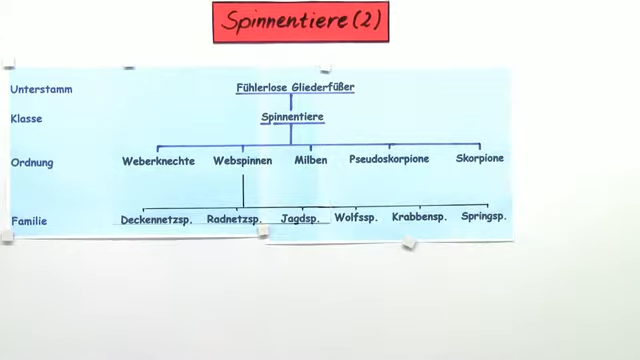 Spinnentiere (2)
Unterstamm Fühlerlose Gliederfüßer
Klasse Spinnentiere
Ordnung Weberknechte Webspinnen Milben Pseudoskorpione Skorpione
Familie Deckennetzsp. Radnetzsp. Jagdsp. Wolfssp. Krabbensp. Springsp.